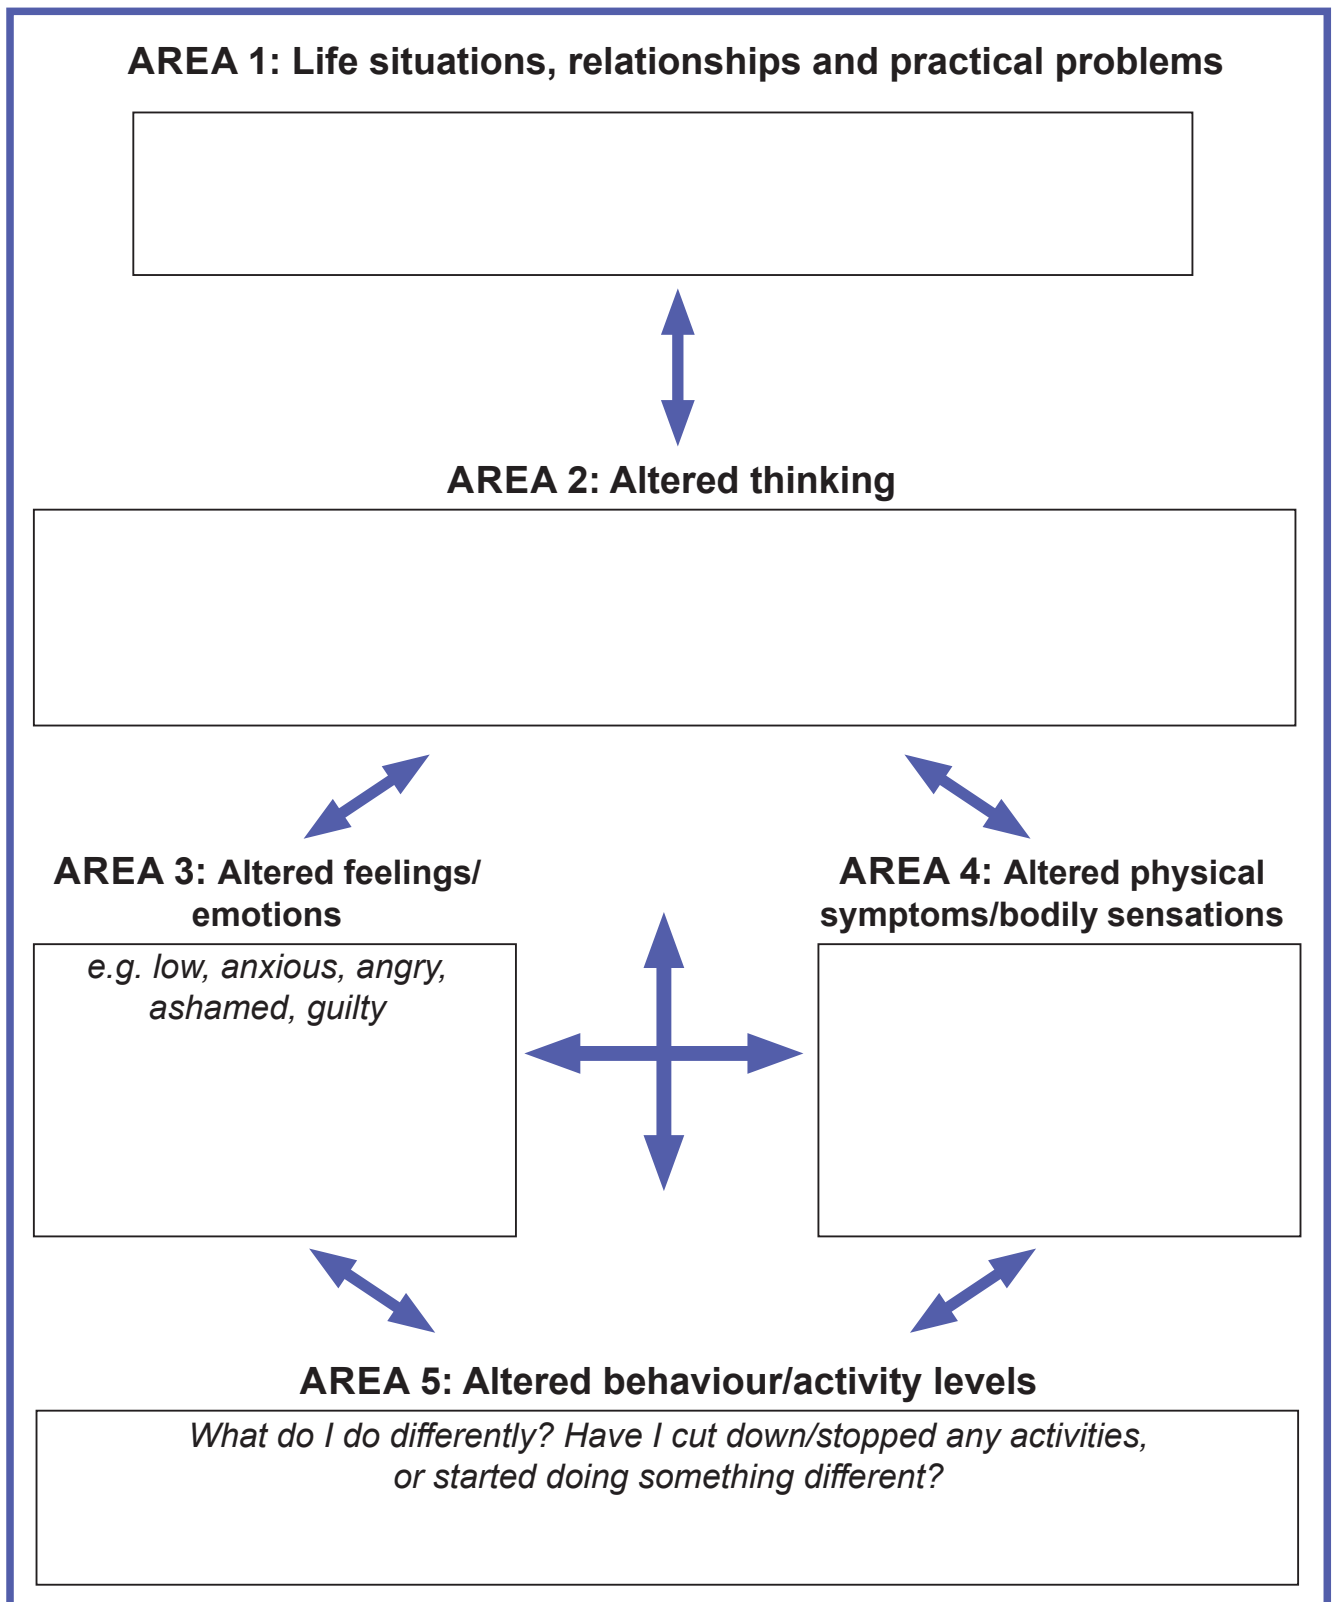 AREA 1: Life situations, relationships and practical problems
AREA 2: Altered thinking
AREA 3: Altered feelings/
emotions
e.g. low, anxious, angry,
ashamed, guilty
AREA 4: Altered physical
symptoms/bodily sensations
AREA 5: Altered behaviour/activity levels
What do I do differently? Have I cut down/stopped any activities,
or started doing something different?